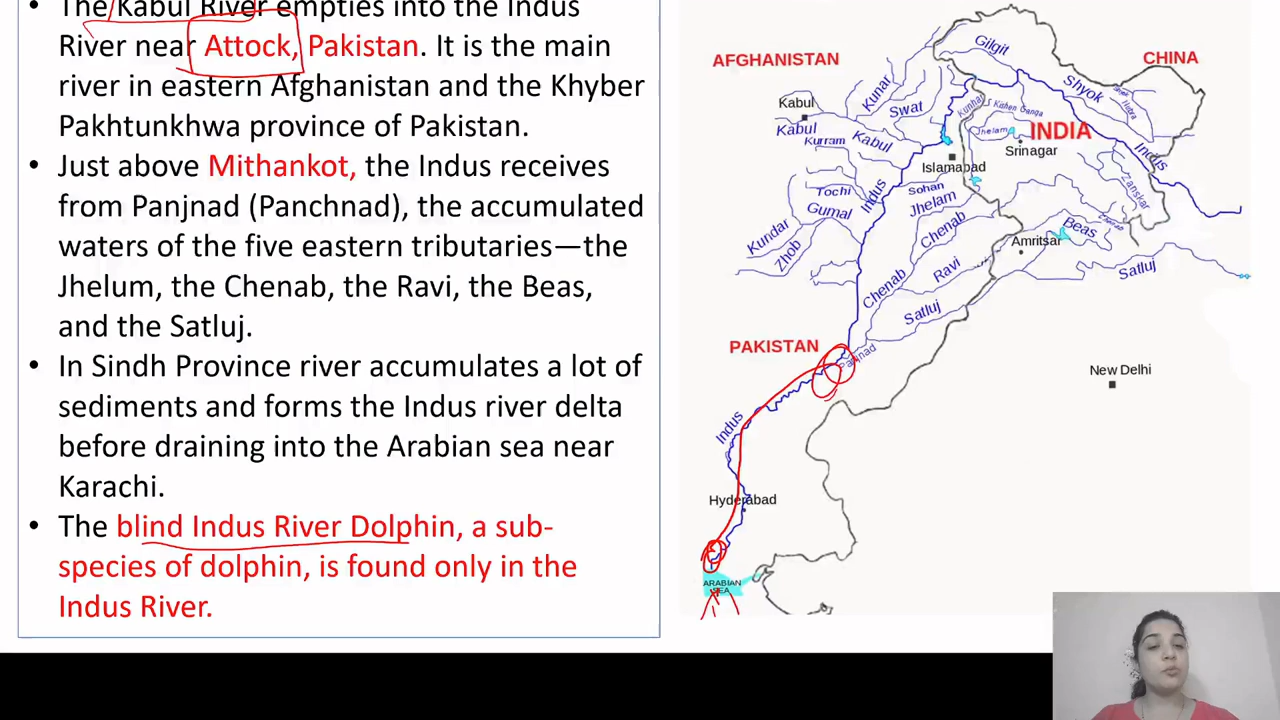 • The Kabul River empties into the Indus
River near Attock, Pakistan. It is the main
river in eastern Afghanistan and the Khyber
Pakhtunkhwa province of Pakistan.
• Just above Mithankot, the Indus receives
from Panjnad (Panchnad), the accumulated
waters of the five eastern tributaries—the
Jhelum, the Chenab, the Ravi, the Beas,
and the Satluj.
• In Sindh Province river accumulates a lot of
sediments and forms the Indus river delta
before draining into the Arabian sea near
Karachi.
• The blind Indus River Dolphin, a sub-
species of dolphin, is found only in the
Indus River.
AFGHANISTAN
Gilgit
CHINA
Kunar
Shyok
Kabul
Swat
Kunhar
Kishen Ganga
Kabul
Jhelam
INDIA
Kurram
Kabul
Srinagar
Indus
Islamabad
Tochi
Indus
Sohan
Zanskar
Gumal
Jhelam
Kundar
Zhob
Chenab
Beas
Amritsar
Chenab
Ravi
Satluj
Satluj
PAKISTAN
New Delhi
Indus
Hyderabad
ARABIAN
SEA